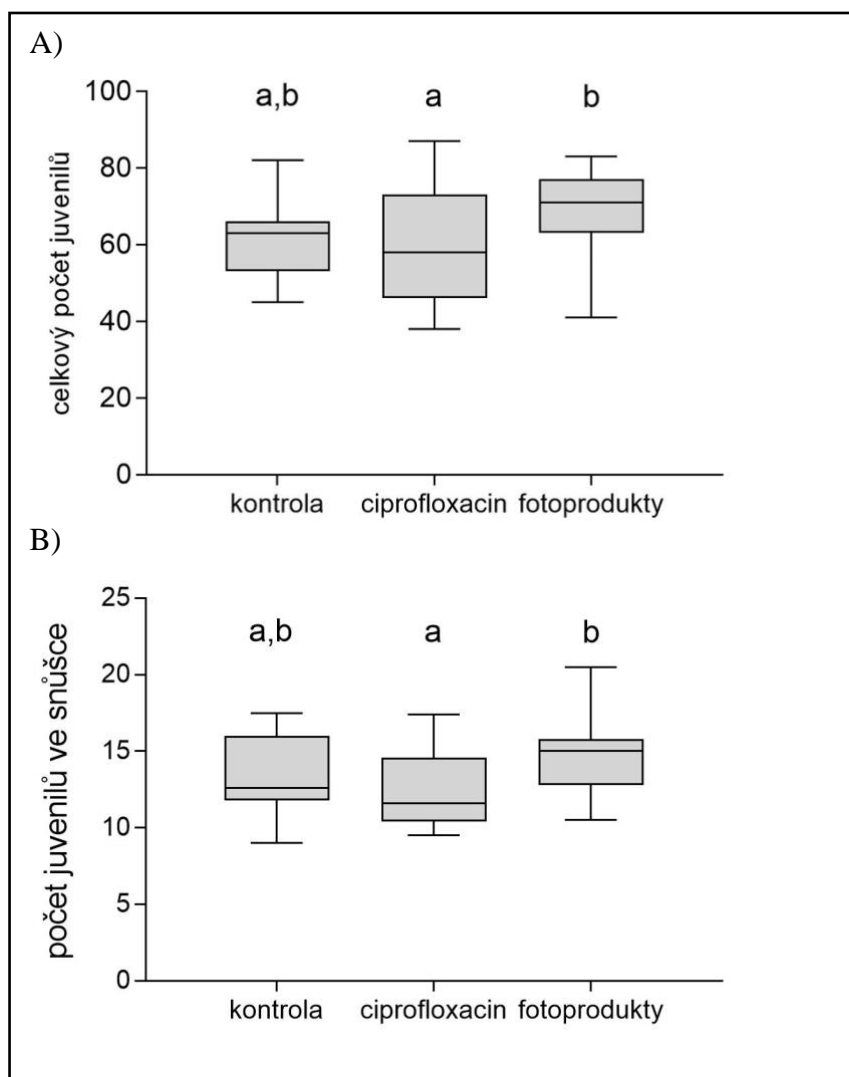 A)
a,b a b
100
80
60
40
20
0
celkový počet juvenilů
kontrola ciprofloxacin fotoprodukty
B)
a,b a b
25
20
15
10
5
0
počet juvenilů ve snůšce
kontrola ciprofloxacin fotoprodukty